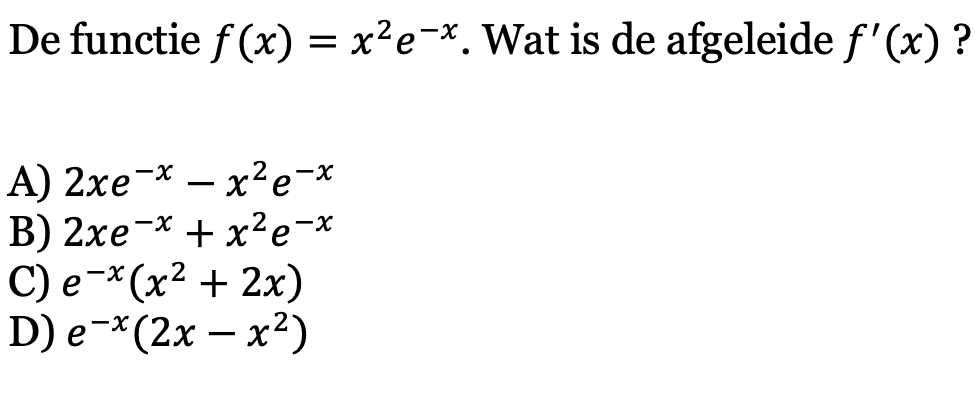 De functie f(x) = x²e⁻ˣ. Wat is de afgeleide f′(x) ?
A) 2xe⁻ˣ − x²e⁻ˣ
B) 2xe⁻ˣ + x²e⁻ˣ
C) e⁻ˣ(x² + 2x)
D) e⁻ˣ(2x − x²)